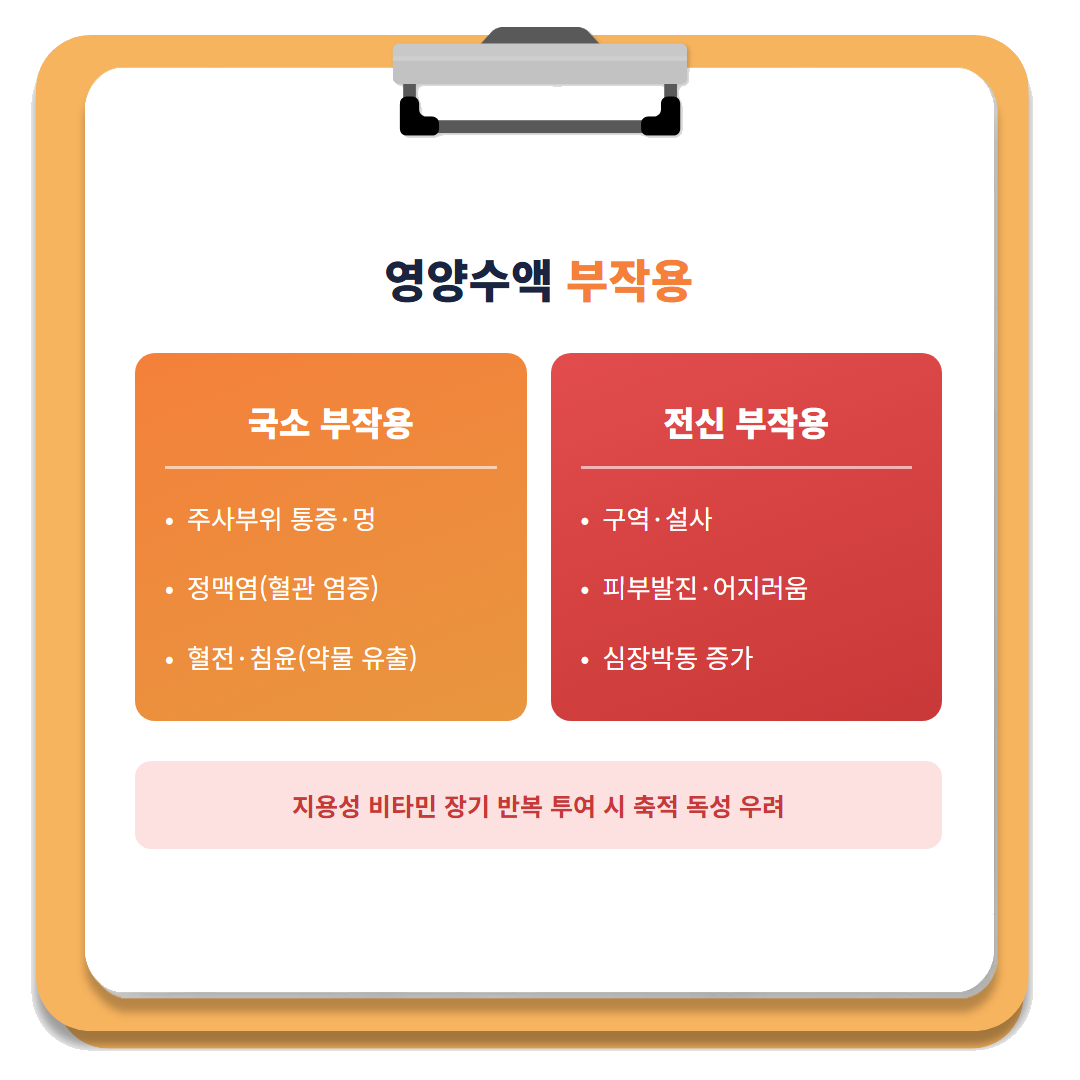 영양수액 부작용
국소 부작용
• 주사부위 통증·멍
• 정맥염(혈관 염증)
• 혈전·침윤(약물 유출)
전신 부작용
• 구역·설사
• 피부발진·어지러움
• 심장박동 증가
지용성 비타민 장기 반복 투여 시 축적 독성 우려